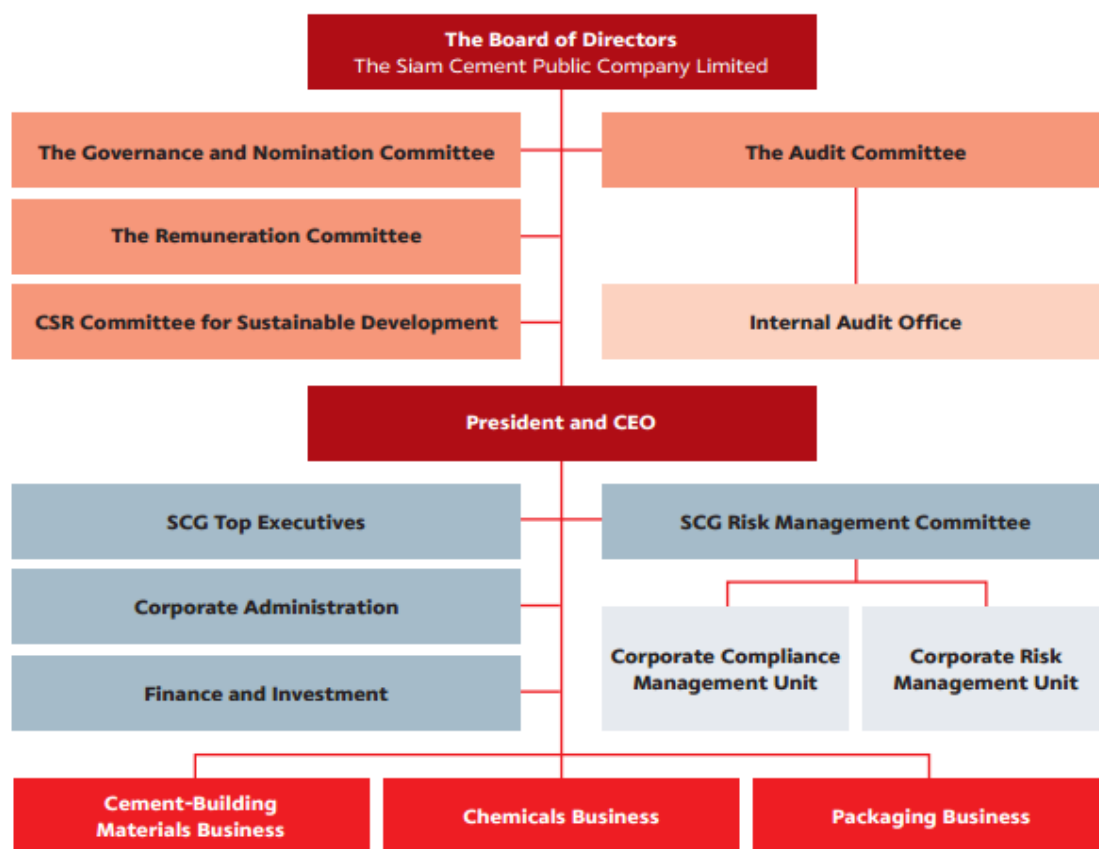 The Board of Directors
The Siam Cement Public Company Limited
The Governance and Nomination Committee
The Audit Committee
The Remuneration Committee
CSR Committee for Sustainable Development
Internal Audit Office
President and CEO
SCG Top Executives
SCG Risk Management Committee
Corporate Administration
Corporate Compliance
Management Unit
Corporate Risk
Management Unit
Finance and Investment
Cement-Building
Materials Business
Chemicals Business
Packaging Business